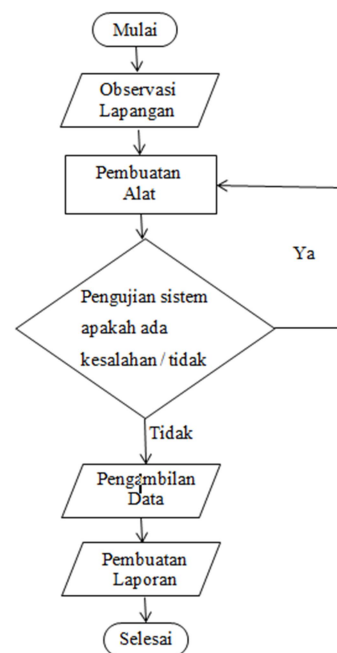 Mulai
Observasi
Lapangan
Pembuatan
Alat
Ya
Pengujian sistem
apakah ada
kesalahan / tidak
Tidak
Pengambilan
Data
Pembuatan
Laporan
Selesai